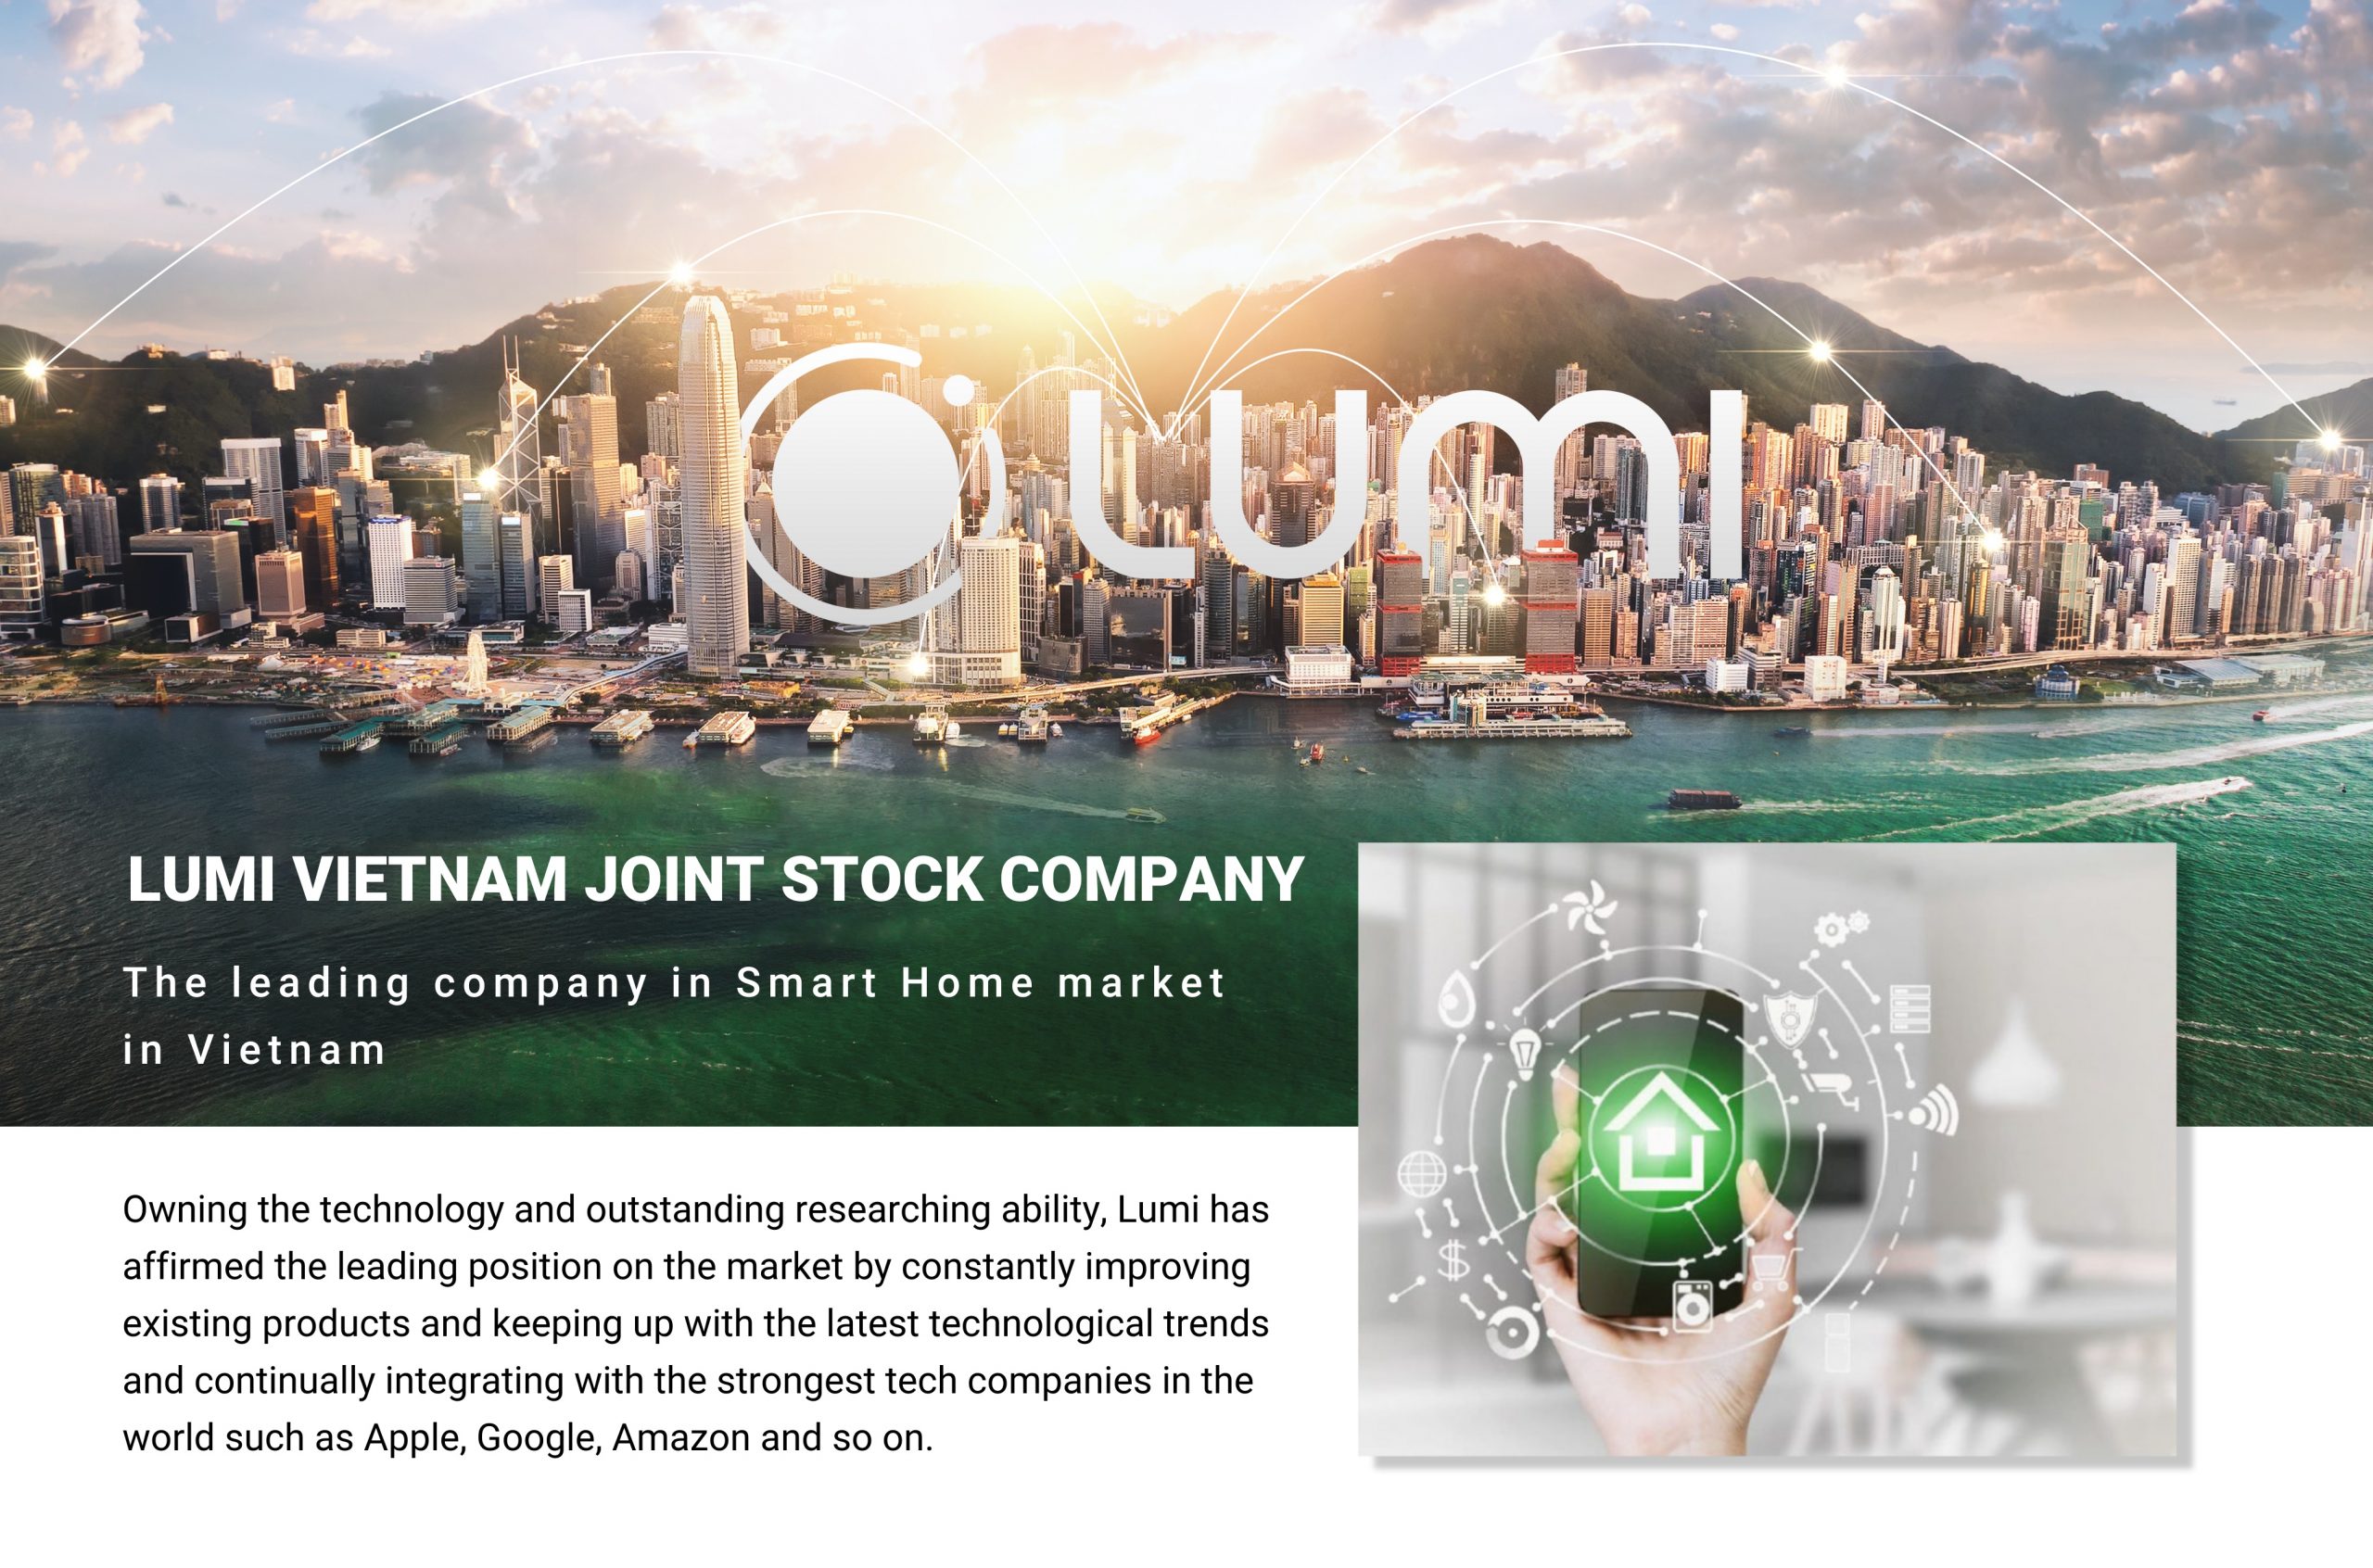 LUMI
LUMI VIETNAM JOINT STOCK COMPANY
The leading company in Smart Home market
in Vietnam
Owning the technology and outstanding researching ability, Lumi has
affirmed the leading position on the market by constantly improving
existing products and keeping up with the latest technological trends
and continually integrating with the strongest tech companies in the
world such as Apple, Google, Amazon and so on.